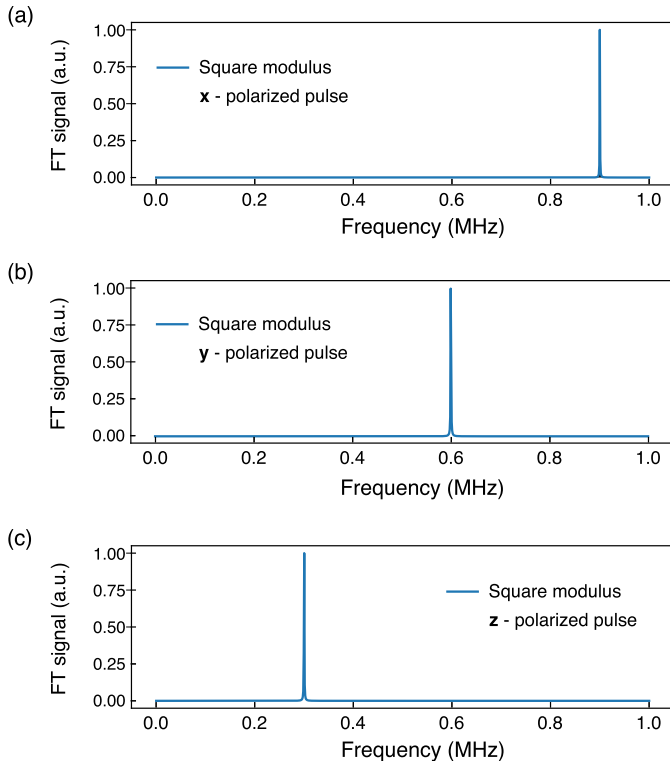 (a)
FT signal (a.u.)
1.00
0.75
0.50
0.25
0.00
Square modulus
x - polarized pulse
0.0 0.2 0.4 0.6 0.8 1.0
Frequency (MHz)
(b)
FT signal (a.u.)
1.00
0.75
0.50
0.25
0.00
Square modulus
y - polarized pulse
0.0 0.2 0.4 0.6 0.8 1.0
Frequency (MHz)
(c)
FT signal (a.u.)
1.00
0.75
0.50
0.25
0.00
Square modulus
z - polarized pulse
0.0 0.2 0.4 0.6 0.8 1.0
Frequency (MHz)